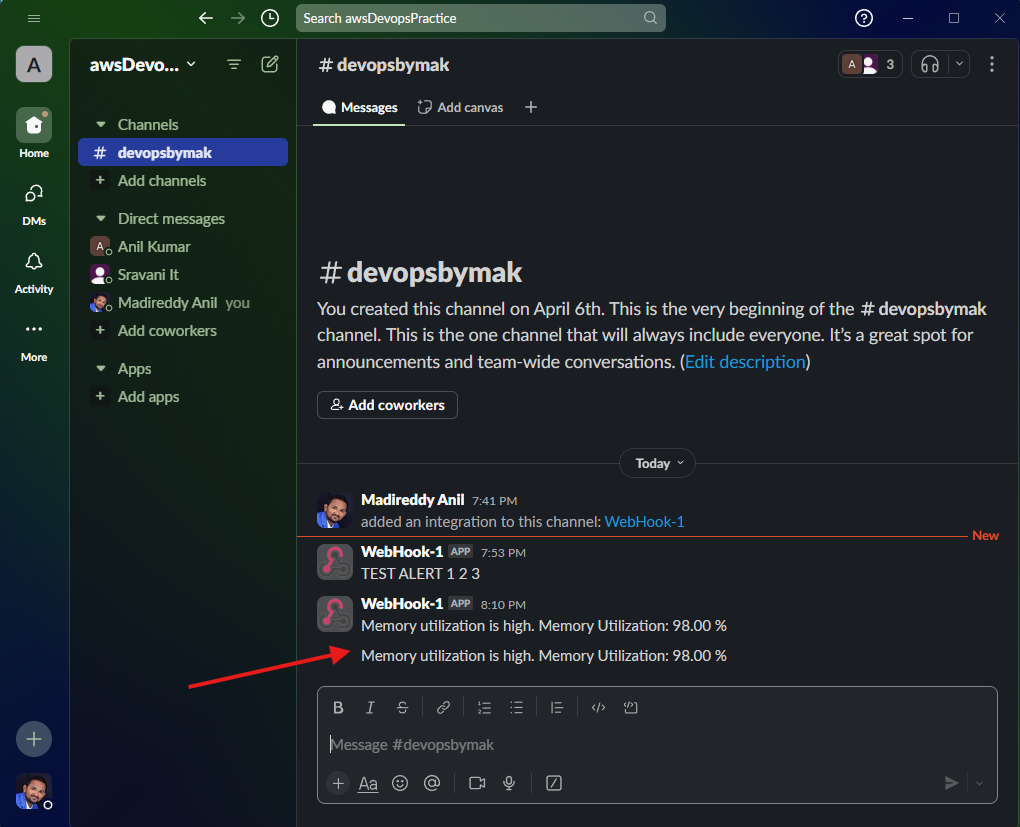 Search awsDevopsPractice
A
Home
DMs
Activity
More
awsDevo...
Channels
# devopsbymak
+ Add channels
Direct messages
A Anil Kumar
Sravani It
Madireddy Anil you
+ Add coworkers
Apps
+ Add apps
# devopsbymak
A 3
Messages
Add canvas
+
# devopsbymak
You created this channel on April 6th. This is the very beginning of the # devopsbymak
channel. This is the one channel that will always include everyone. It's a great spot for
announcements and team-wide conversations. (Edit description)
Add coworkers
Today
Madireddy Anil 7:41 PM
added an integration to this channel: WebHook-1
New
WebHook-1 APP 7:53 PM
TEST ALERT 1 2 3
WebHook-1 APP 8:10 PM
Memory utilization is high. Memory Utilization: 98.00 %
Memory utilization is high. Memory Utilization: 98.00 %
B I S
Message #devopsbymak
+ Aa @